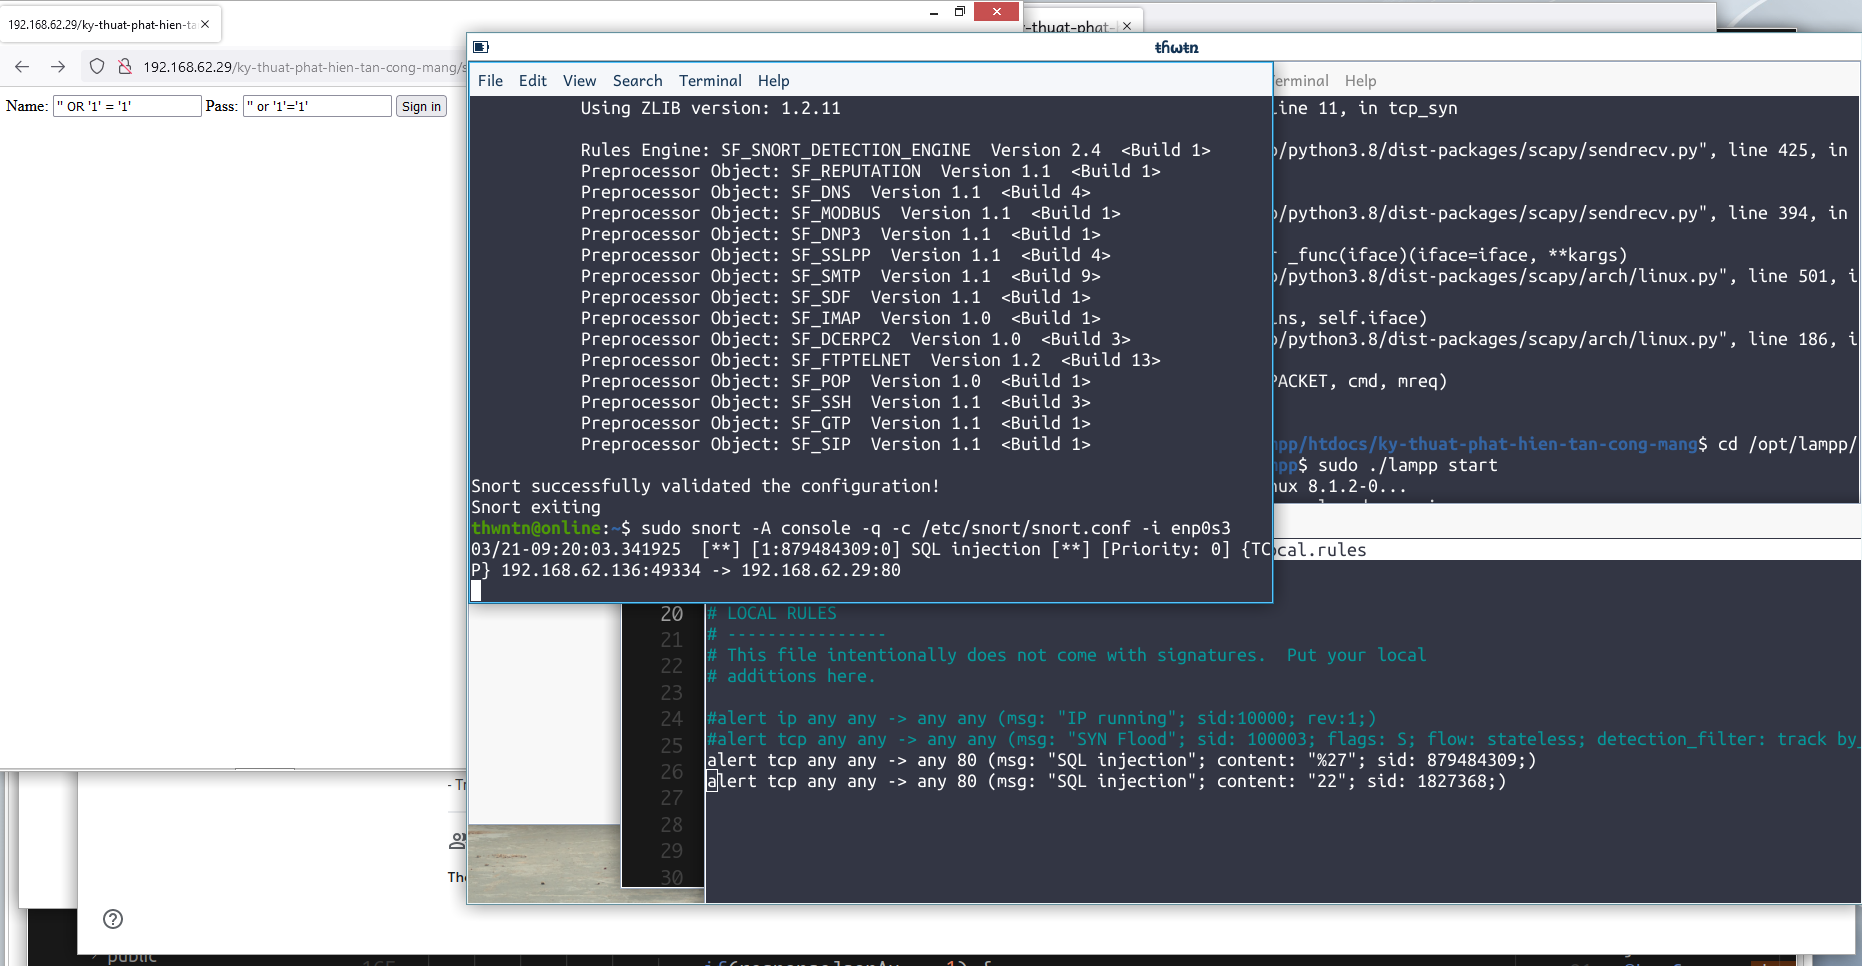 192.168.62.29/ky-thuat-phat-hien-ta
192.168.62.29/ky-thuat-phat-hien-tan-cong-mang/s
Name: " OR '1' = '1' Pass: " or '1'='1' Sign in
-thuat-phat-
thwtn
File Edit View Search Terminal Help
Using ZLIB version: 1.2.11
Rules Engine: SF_SNORT_DETECTION_ENGINE Version 2.4 <Build 1>
Preprocessor Object: SF_REPUTATION Version 1.1 <Build 1>
Preprocessor Object: SF_DNS Version 1.1 <Build 4>
Preprocessor Object: SF_MODBUS Version 1.1 <Build 1>
Preprocessor Object: SF_DNP3 Version 1.1 <Build 1>
Preprocessor Object: SF_SSLPP Version 1.1 <Build 4>
Preprocessor Object: SF_SMTP Version 1.1 <Build 9>
Preprocessor Object: SF_SDF Version 1.1 <Build 1>
Preprocessor Object: SF_IMAP Version 1.0 <Build 1>
Preprocessor Object: SF_DCERPC2 Version 1.0 <Build 3>
Preprocessor Object: SF_FTPTELNET Version 1.2 <Build 13>
Preprocessor Object: SF_POP Version 1.0 <Build 1>
Preprocessor Object: SF_SSH Version 1.1 <Build 3>
Preprocessor Object: SF_GTP Version 1.1 <Build 1>
Preprocessor Object: SF_SIP Version 1.1 <Build 1>
Snort successfully validated the configuration!
Snort exiting
thwntn@online:~$ sudo snort -A console -q -c /etc/snort/snort.conf -i enp0s3
03/21-09:20:03.341925 [**] [1:879484309:0] SQL injection [**] [Priority: 0] {TC
P} 192.168.62.136:49334 -> 192.168.62.29:80
erminal Help
ine 11, in tcp_syn
/python3.8/dist-packages/scapy/sendrecv.py", line 425, in
/python3.8/dist-packages/scapy/sendrecv.py", line 394, in
_func(iface)(iface=iface, **kargs)
/python3.8/dist-packages/scapy/arch/linux.py", line 501, i
ns, self.iface)
/python3.8/dist-packages/scapy/arch/linux.py", line 186, i
PACKET, cmd, mreq)
mpp/htdocs/ky-thuat-phat-hien-tan-cong-mang$ cd /opt/lampp/
mpp$ sudo ./lampp start
nux 8.1.2-0...
ocal.rules
20
21
22
23
24
25
26
27
28
29
30
# LOCAL RULES
# ----------------
# This file intentionally does not come with signatures. Put your local
# additions here.
#alert ip any any -> any any (msg: "IP running"; sid:10000; rev:1;)
#alert tcp any any -> any any (msg: "SYN Flood"; sid: 100003; flags: S; flow: stateless; detection_filter: track by_
alert tcp any any -> any 80 (msg: "SQL injection"; content: "%27"; sid: 879484309;)
alert tcp any any -> any 80 (msg: "SQL injection"; content: "22"; sid: 1827368;)
- Tr
The
public